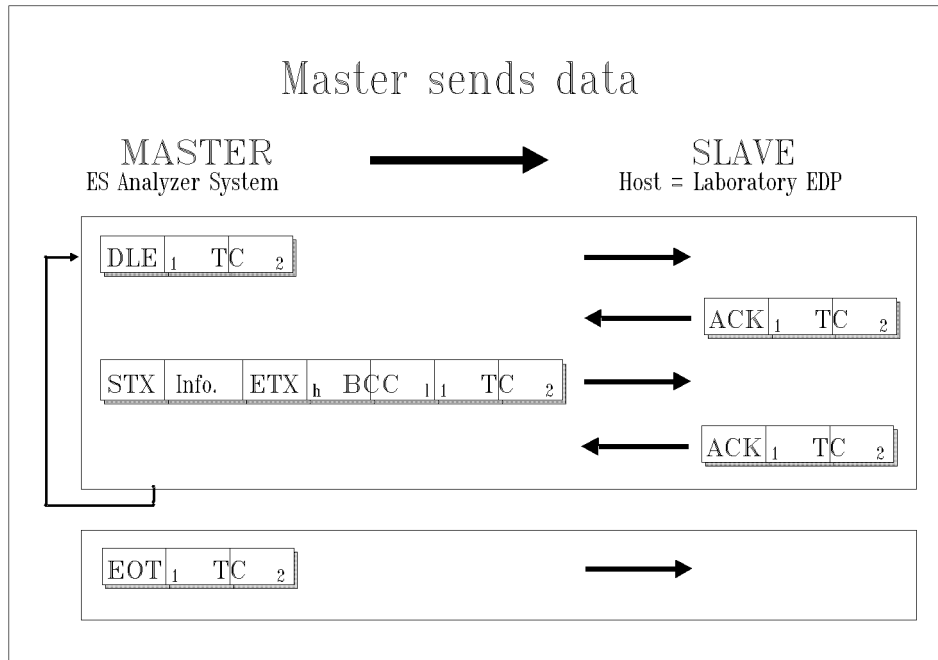 Master sends data
MASTER SLAVE
ES Analyzer System Host = Laboratory EDP
DLE 1 TC 2
ACK 1 TC 2
STX Info. ETX h BCC l 1 TC 2
ACK 1 TC 2
EOT 1 TC 2